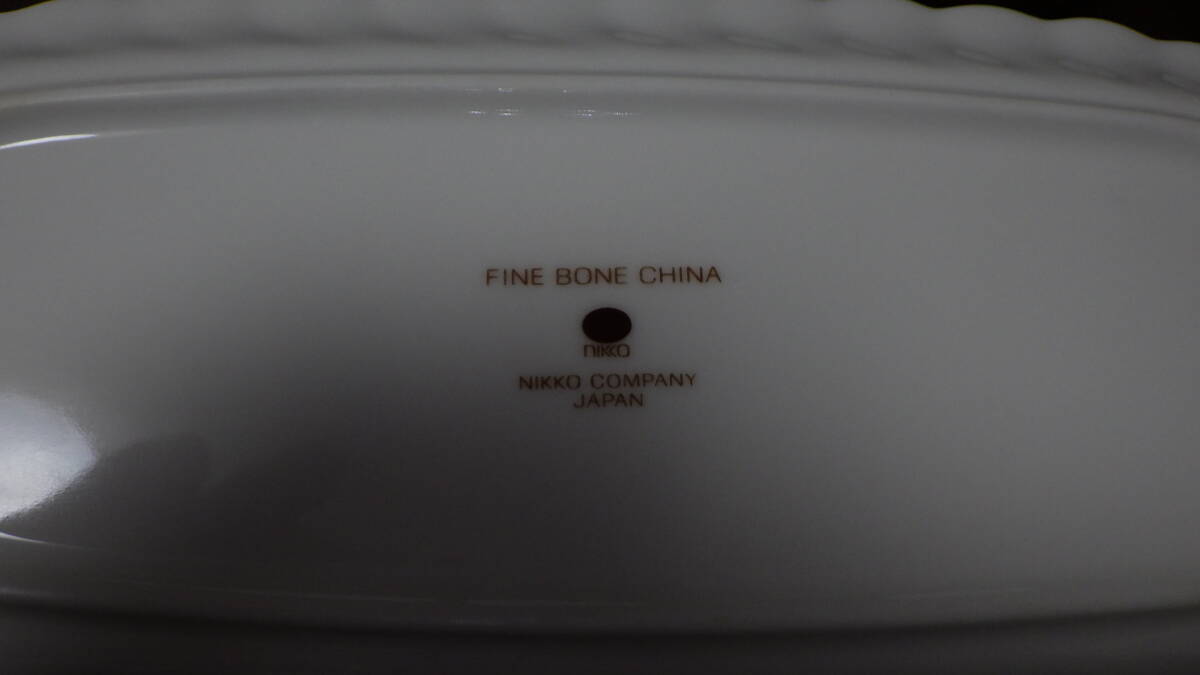 FINE BONE CHINA
NIKKO
NIKKO COMPANY
JAPAN